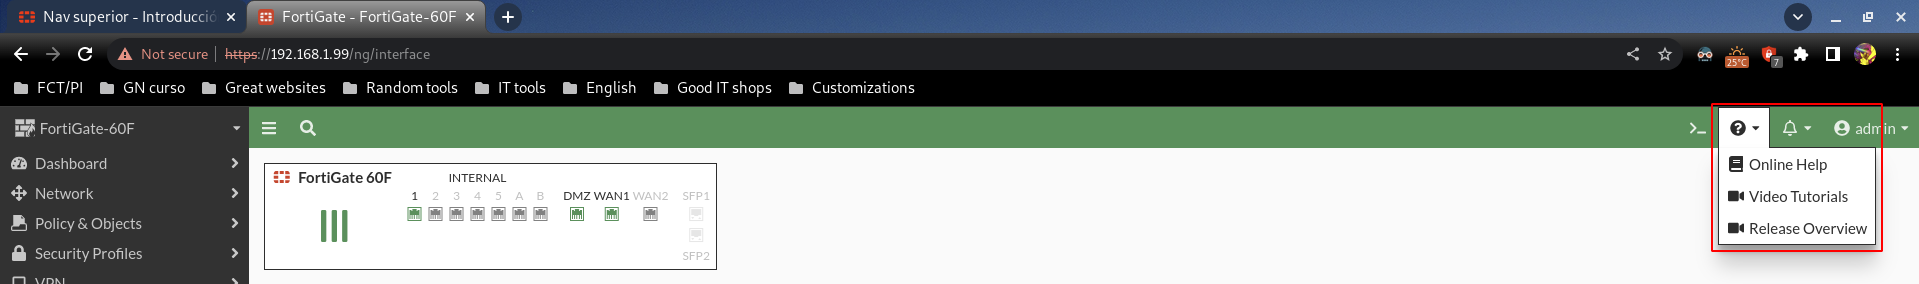 Nav superior - Introducció
FortiGate - FortiGate-60F
Not secure
https://192.168.1.99/ng/interface
25°C
7
FCT/PI
GN curso
Great websites
Random tools
IT tools
English
Good IT shops
Customizations
FortiGate-60F
admin
Dashboard
Network
Policy & Objects
Security Profiles
VPN
FortiGate 60F
INTERNAL
1 2 3 4 5 A B DMZ WAN1 WAN2 SFP1
SFP2
Online Help
Video Tutorials
Release Overview